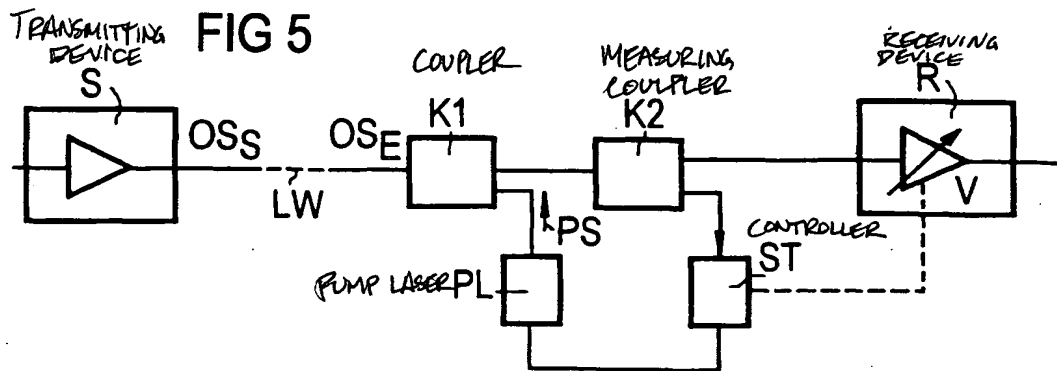 TRANSMITTING
DEVICE
FIG 5
COUPLER
MEASURING
COUPLER
RECEIVING
DEVICE
S
K1
K2
R
OSS
OSE
LW
V
PS
CONTROLLER
ST
PUMP LASER PL